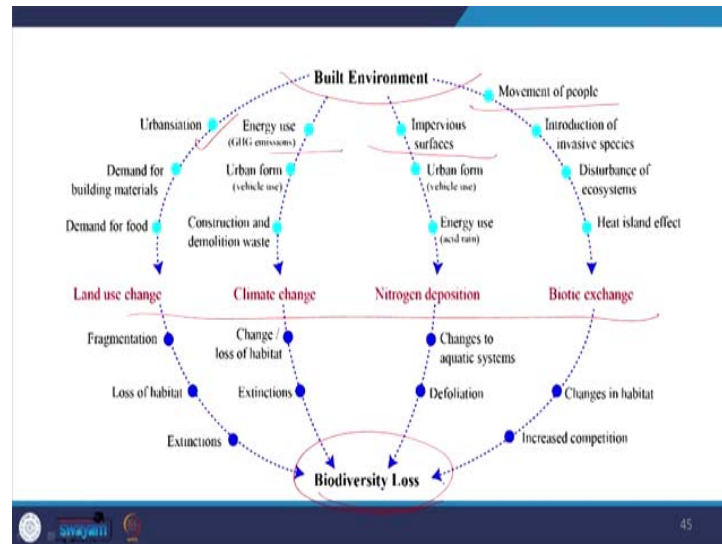 Built Environment
Urbansiation
Demand for
building materials
Demand for food
Land use change
Fragmentation
Loss of habitat
Extinctions
Energy use
(GHG emissions)
Urban form
(vehicle use)
Construction and
demolition waste
Climate change
Change /
loss of habitat
Extinctions
Impervious
surfaces
Urban form
(vehicle use)
Energy use
(acid rain)
Nitrogen deposition
Changes to
aquatic systems
Defoliation
Movement of people
Introduction of
invasive species
Disturbance of
ecosystems
Heat island effect
Biotic exchange
Changes in habitat
Increased competition
Biodiversity Loss
swayam
45